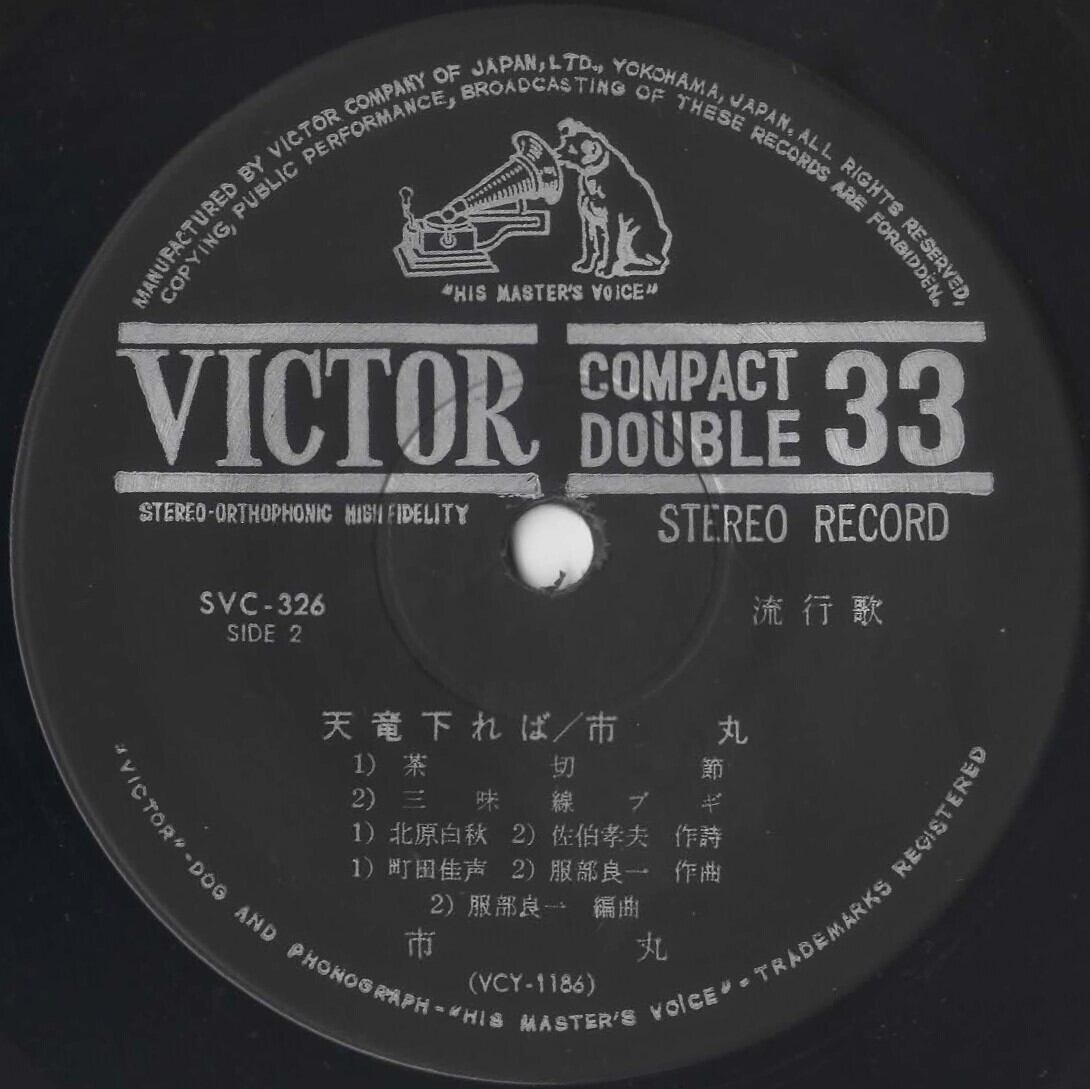 MANUFACTURED BY VICTOR COMPANY OF JAPAN, LTD., YOKOHAMA, JAPAN. ALL RIGHTS RESERVED.
COPYING, PUBLIC PERFORMANCE, BROADCASTING OF THESE RECORDS ARE FORBIDDEN.
"HIS MASTER'S VOICE"
VICTOR
COMPACT
DOUBLE 33
STEREO-ORTHOPHONIC HIGH FIDELITY
STEREO RECORD
SVC-326
SIDE 2
流行歌
天竜下れば/市丸
1) 茶切節
2) 三味線ブギ
1) 北原白秋 2) 佐伯孝夫 作詩
1) 町田佳声 2) 服部良一 作曲
2) 服部良一 編曲
市丸
(VCY-1186)
"VICTOR"-DOG AND PHONOGRAPH-"HIS MASTER'S VOICE"-TRADEMARKS REGISTERED